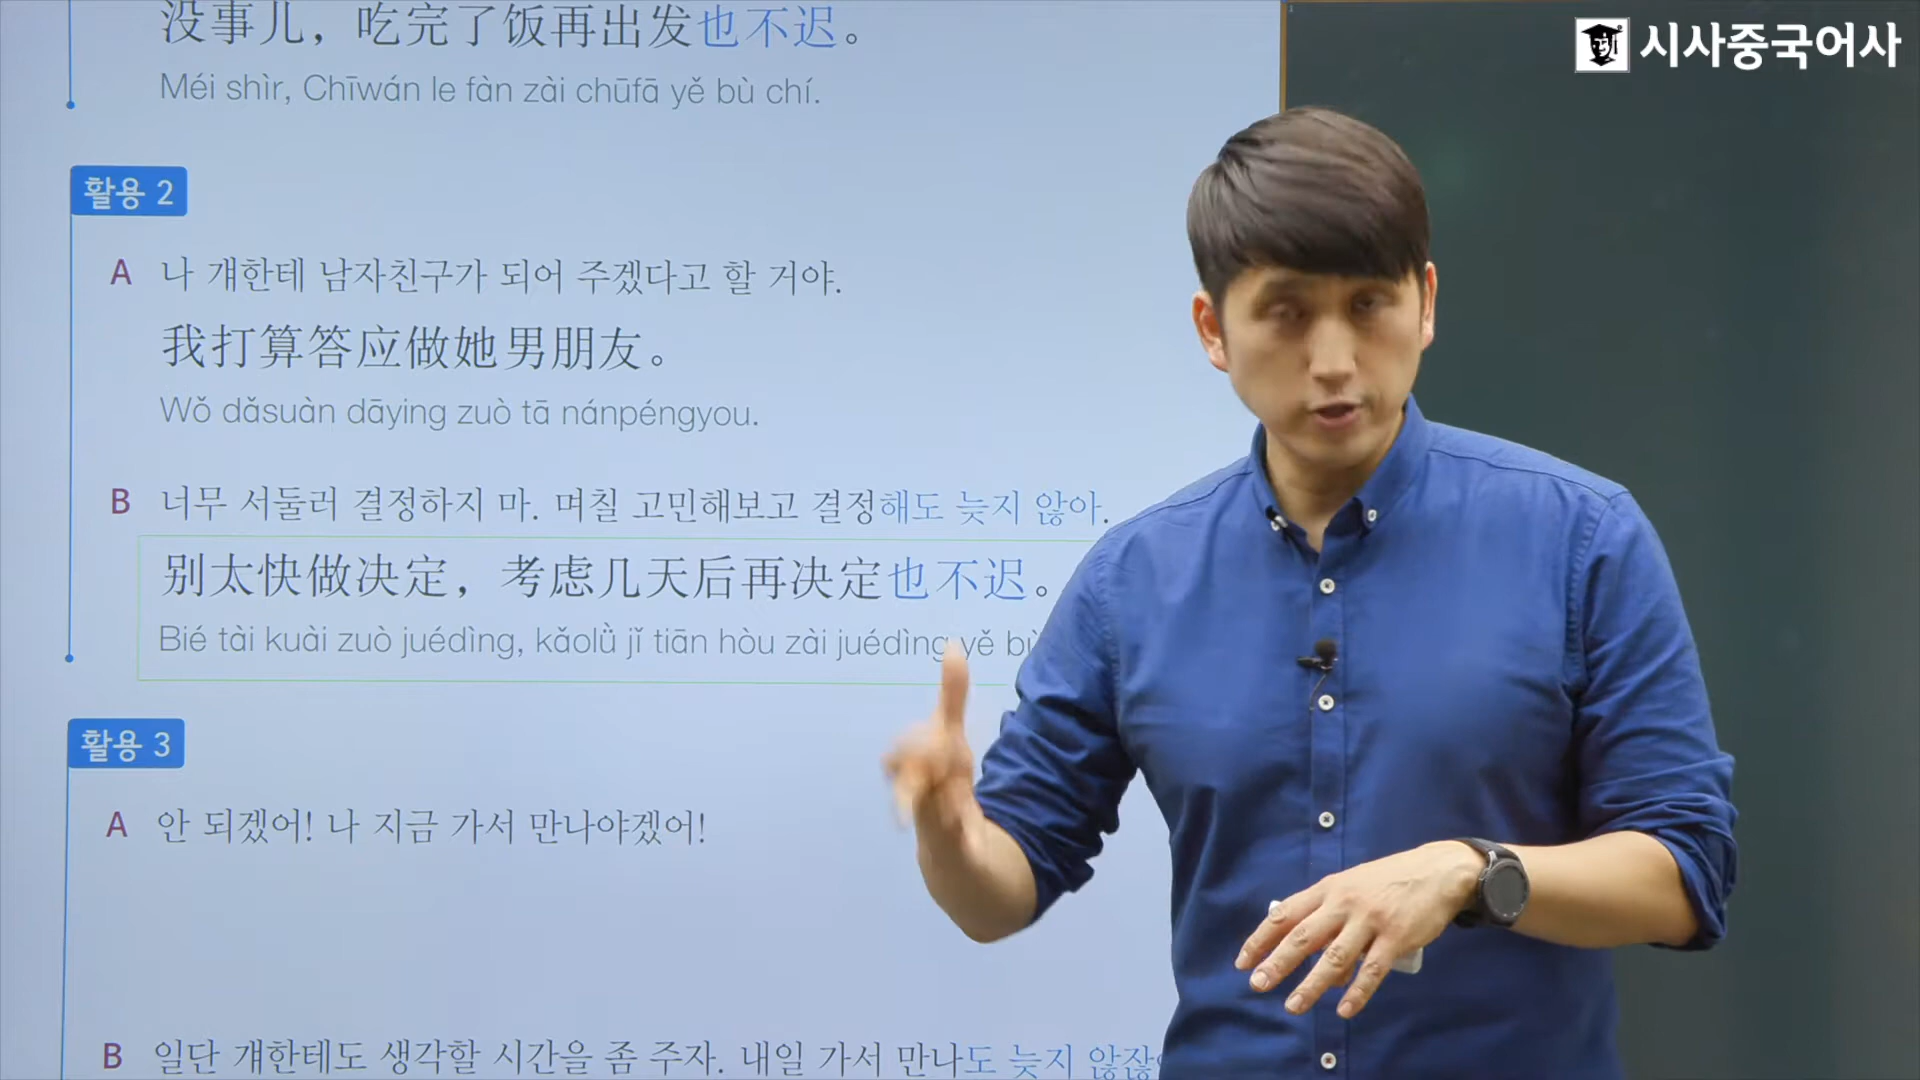 没事儿，吃完了饭再出发也不迟。
시사중국어사
Méi shìr, Chīwán le fàn zài chūfā yě bù chí.
활용 2
A 나 걔한테 남자친구가 되어 주겠다고 할 거야.
我打算答应做她男朋友。
Wǒ dǎsuàn dāying zuò tā nánpéngyou.
B 너무 서둘러 결정하지 마. 며칠 고민해보고 결정해도 늦지 않아.
别太快做决定，考虑几天后再决定也不迟。
Bié tài kuài zuò juédìng, kǎolǜ jǐ tiān hòu zài juédìng yě bù
활용 3
A 안 되겠어! 나 지금 가서 만나야겠어!
B 일단 걔한테도 생각할 시간을 좀 주자. 내일 가서 만나도 늦지 않잖